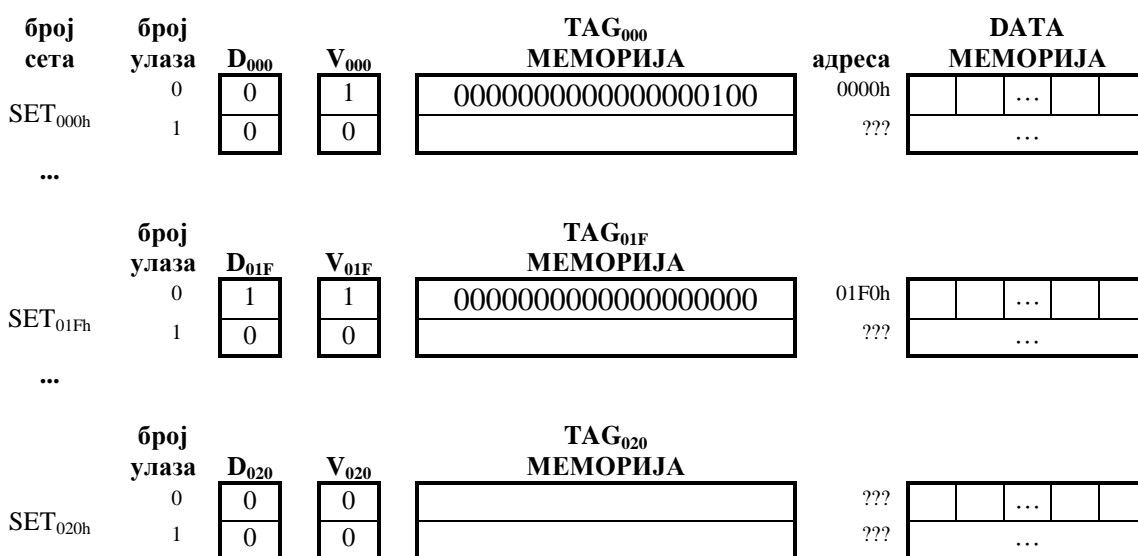 број број TAG₀₀₀ DATA
сета улаза D₀₀₀ V₀₀₀ МЕМОРИЈА адреса МЕМОРИЈА
SET₀₀₀ₕ 0 0 1 0000000000000000100 0000h …
1 0 0 ??? …
...
број TAG₀₁F
улаза D₀₁F V₀₁F МЕМОРИЈА
SET₀₁Fₕ 0 1 1 0000000000000000000 01F0h …
1 0 0 ??? …
...
број TAG₀₂₀
улаза D₀₂₀ V₀₂₀ МЕМОРИЈА
SET₀₂₀ₕ 0 0 0 ??? …
1 0 0 ??? …